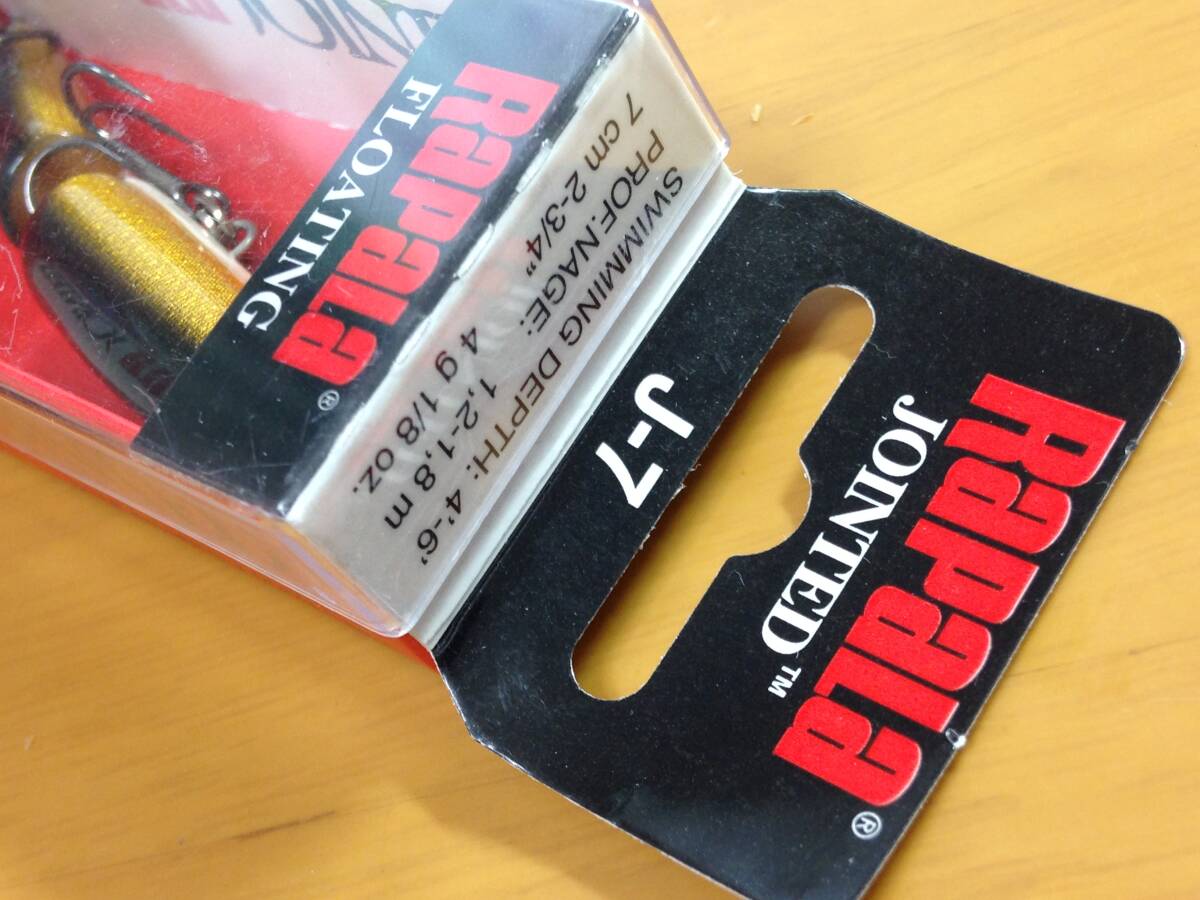 Rapala®
JOINTED™
J-7
SWIMMING DEPTH: 4'-6'
PROF.NAGE: 1,2-1,8 m
7 cm 2-3/4" 4 g 1/8 oz.
Rapala®
FLOATING